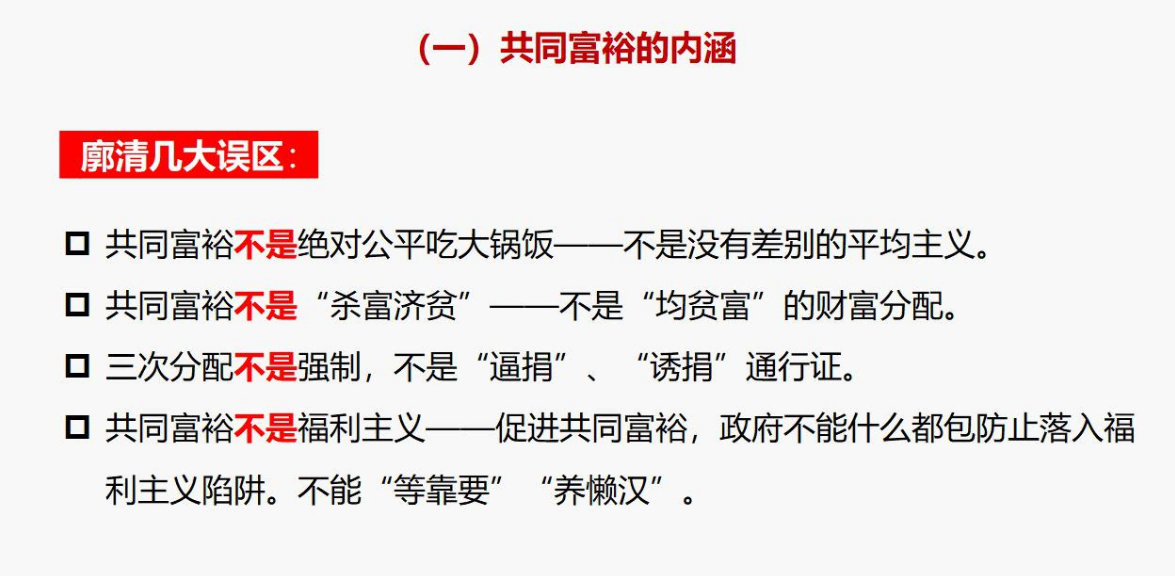 （一）共同富裕的内涵
廓清几大误区：
共同富裕不是绝对公平吃大锅饭——不是没有差别的平均主义。
共同富裕不是“杀富济贫”——不是“均贫富”的财富分配。
三次分配不是强制，不是“逼捐”、“诱捐”通行证。
共同富裕不是福利主义——促进共同富裕，政府不能什么都包防止落入福
利主义陷阱。不能“等靠要”“养懒汉”。